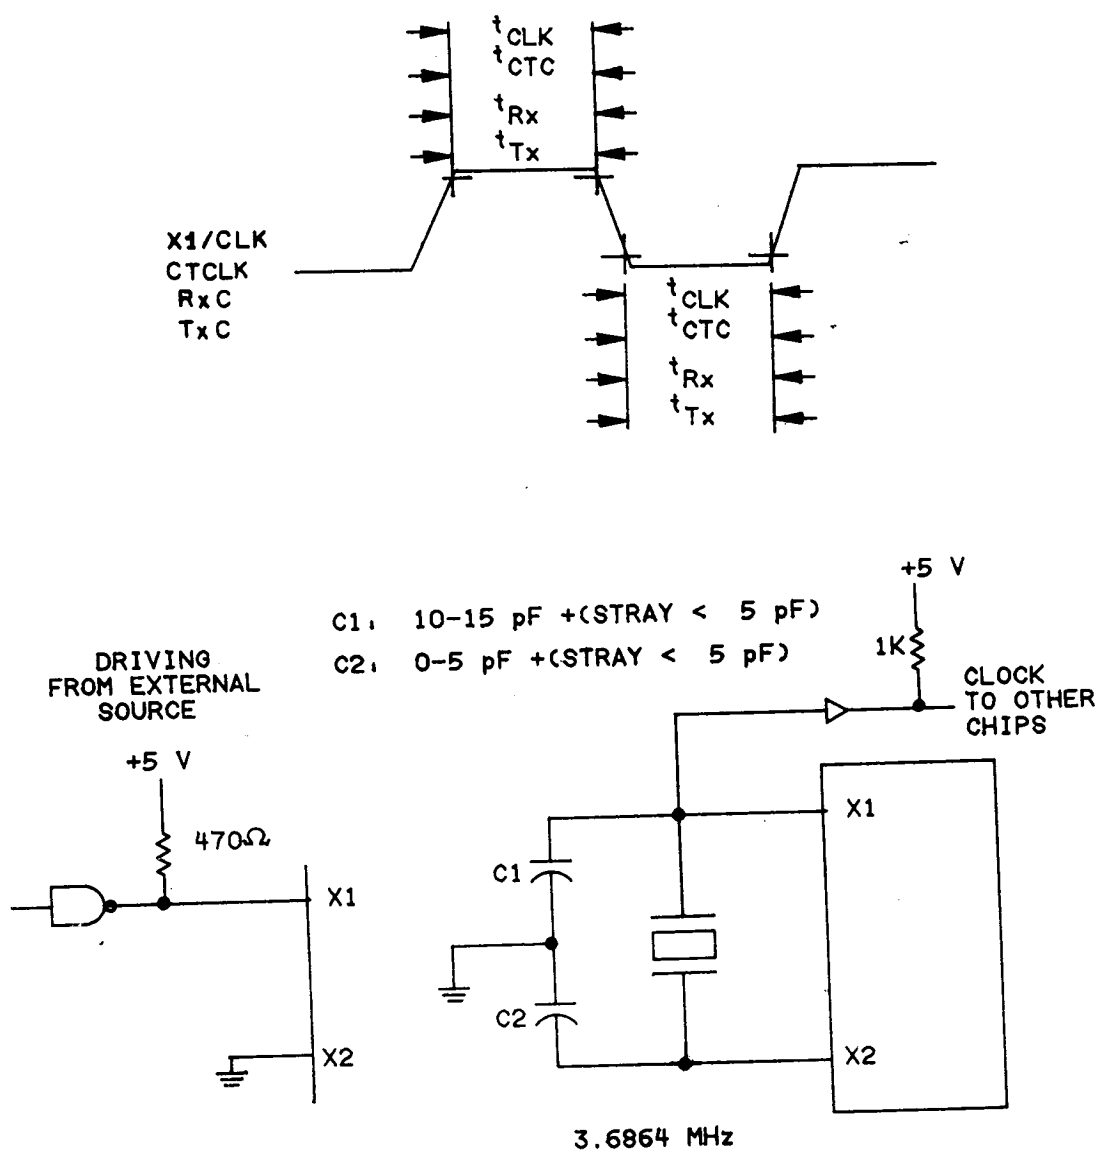 tCLK
tCTC
tRx
tTx
X1/CLK
CTCLK
RxC
TxC
tCLK
tCTC
tRx
tTx
C1: 10-15 pF +(STRAY < 5 pF)
C2: 0-5 pF +(STRAY < 5 pF)
DRIVING
FROM EXTERNAL
SOURCE
+5 V
470Ω
X1
X2
+5 V
1K
CLOCK
TO OTHER
CHIPS
C1
C2
X1
X2
3.6864 MHz